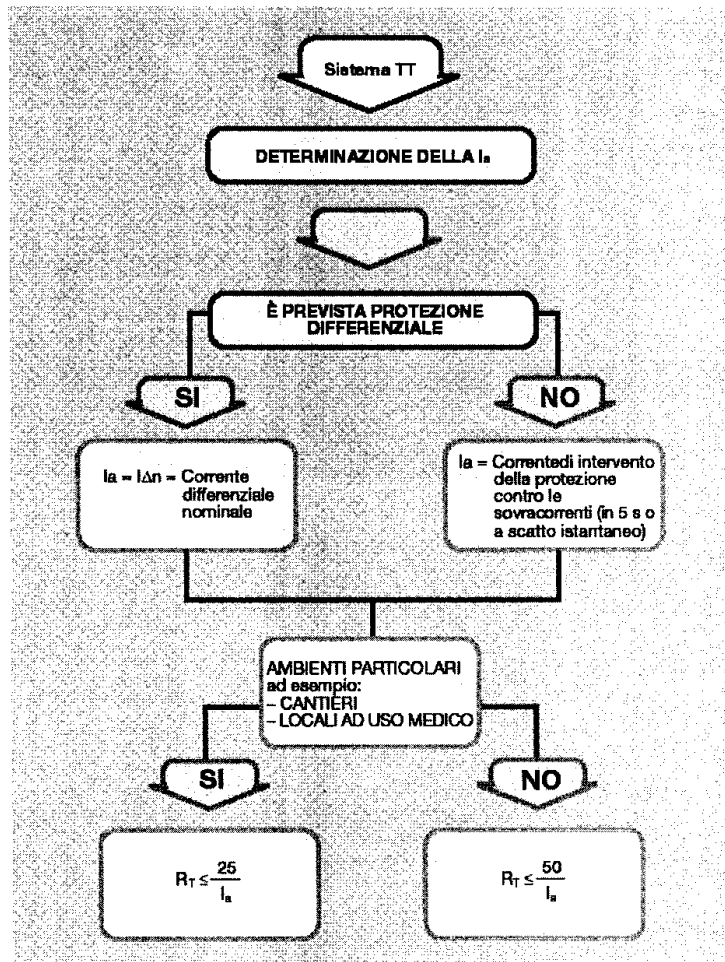 Sistema TT
DETERMINAZIONE DELLA Ia
È PREVISTA PROTEZIONE
DIFFERENZIALE
SI
NO
Ia = I∆n = Corrente
differenziale
nominale
Ia = Correntedi intervento
della protezione
contro le
sovracorrenti (in 5 s o
a scatto istantaneo)
AMBIENTI PARTICOLARI
ad esempio:
– CANTIERI
– LOCALI AD USO MEDICO
SI
NO
RT ≤ 25
Ia
RT ≤ 50
Ia